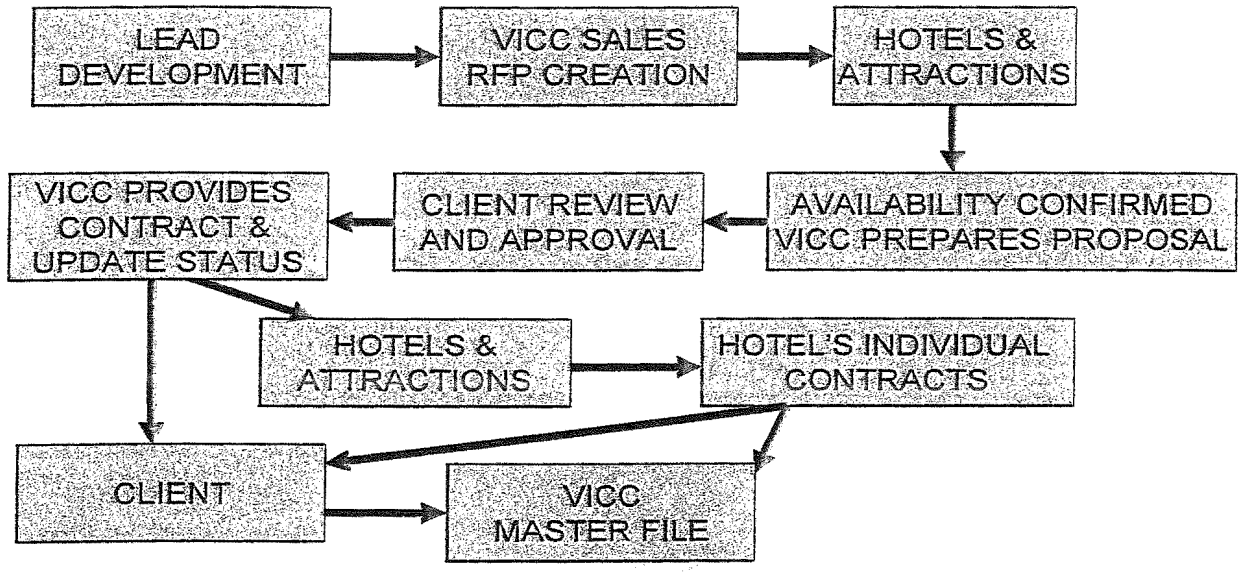 LEAD
DEVELOPMENT
VICC SALES
RFP CREATION
HOTELS &
ATTRACTIONS
VICC PROVIDES
CONTRACT &
UPDATE STATUS
CLIENT REVIEW
AND APPROVAL
AVAILABILITY CONFIRMED
VICC PREPARES PROPOSAL
HOTELS &
ATTRACTIONS
HOTEL'S INDIVIDUAL
CONTRACTS
CLIENT
VICC
MASTER FILE